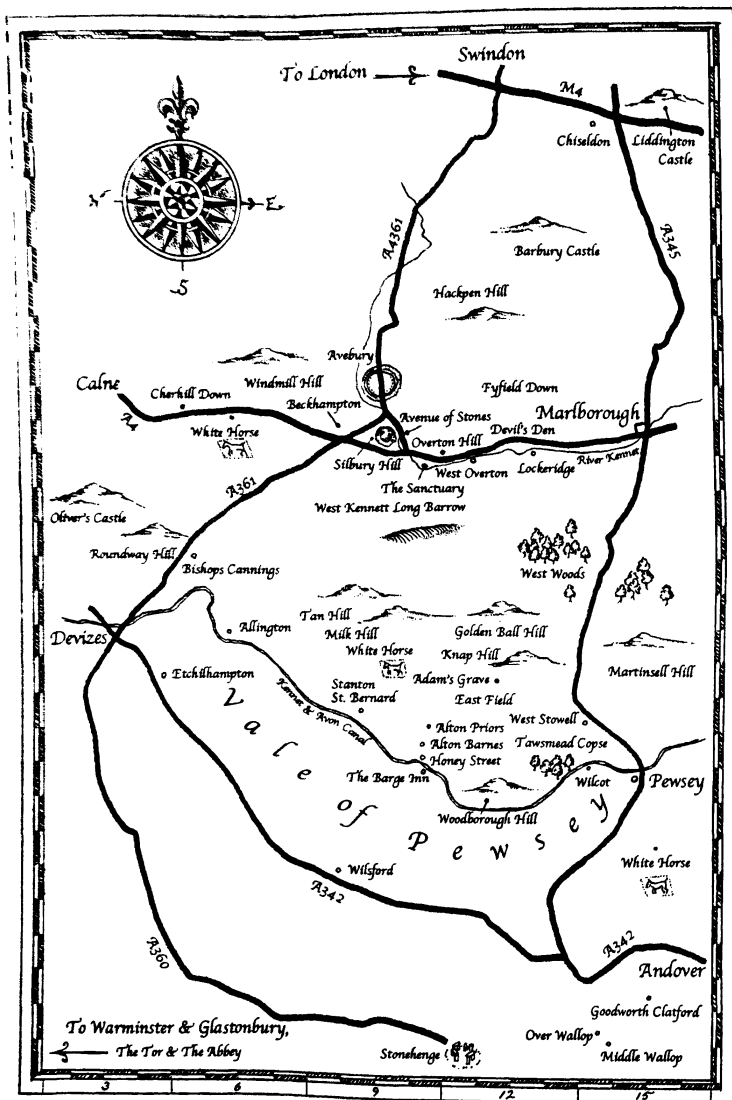 Swindon
To London
M4
Chiseldon
Liddington
Castle
N
E
S
A4361
Barbury Castle
A345
Hackpen Hill
Avebury
Windmill Hill
Calne
Cherhill Down
Beckhampton
Fyfield Down
A4
White Horse
Avenue of Stones
Marlborough
Devil's Den
Overton Hill
Silbury Hill
West Overton
Lockeridge
River Kennet
The Sanctuary
A361
West Kennett Long Barrow
Oliver's Castle
Roundway Hill
Bishops Cannings
West Woods
Tan Hill
Milk Hill
Golden Ball Hill
Devizes
Allington
White Horse
Knap Hill
Martinsell Hill
Etchilhampton
Stanton
St. Bernard
Adam's Grave
East Field
Kennet & Avon Canal
West Stowell
Alton Priors
Alton Barnes
Tawsmead Copse
Honey Street
The Barge Inn
Wilcot
Pewsey
Woodborough Hill
Vale of Pewsey
Wilsford
White Horse
A342
A360
A342
Andover
Goodworth Clatford
To Warminster & Glastonbury,
The Tor & The Abbey
Stonehenge
Over Wallop
Middle Wallop
3 6 9 12 15